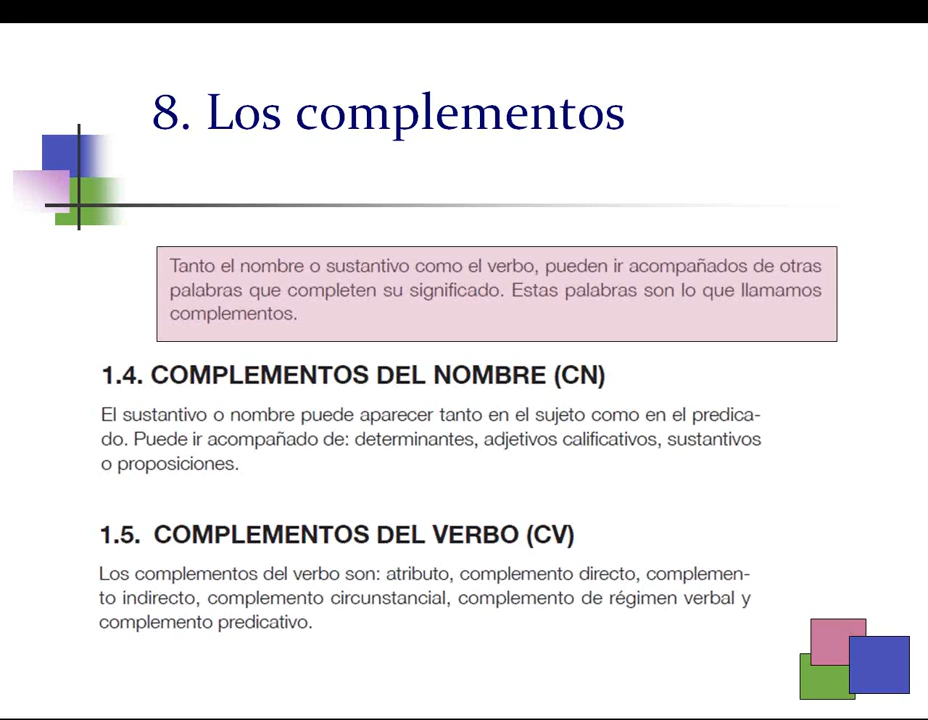 8. Los complementos
Tanto el nombre o sustantivo como el verbo, pueden ir acompañados de otras
palabras que completen su significado. Estas palabras son lo que llamamos
complementos.
1.4. COMPLEMENTOS DEL NOMBRE (CN)
El sustantivo o nombre puede aparecer tanto en el sujeto como en el predica-
do. Puede ir acompañado de: determinantes, adjetivos calificativos, sustantivos
o proposiciones.
1.5. COMPLEMENTOS DEL VERBO (CV)
Los complementos del verbo son: atributo, complemento directo, complemen-
to indirecto, complemento circunstancial, complemento de régimen verbal y
complemento predicativo.